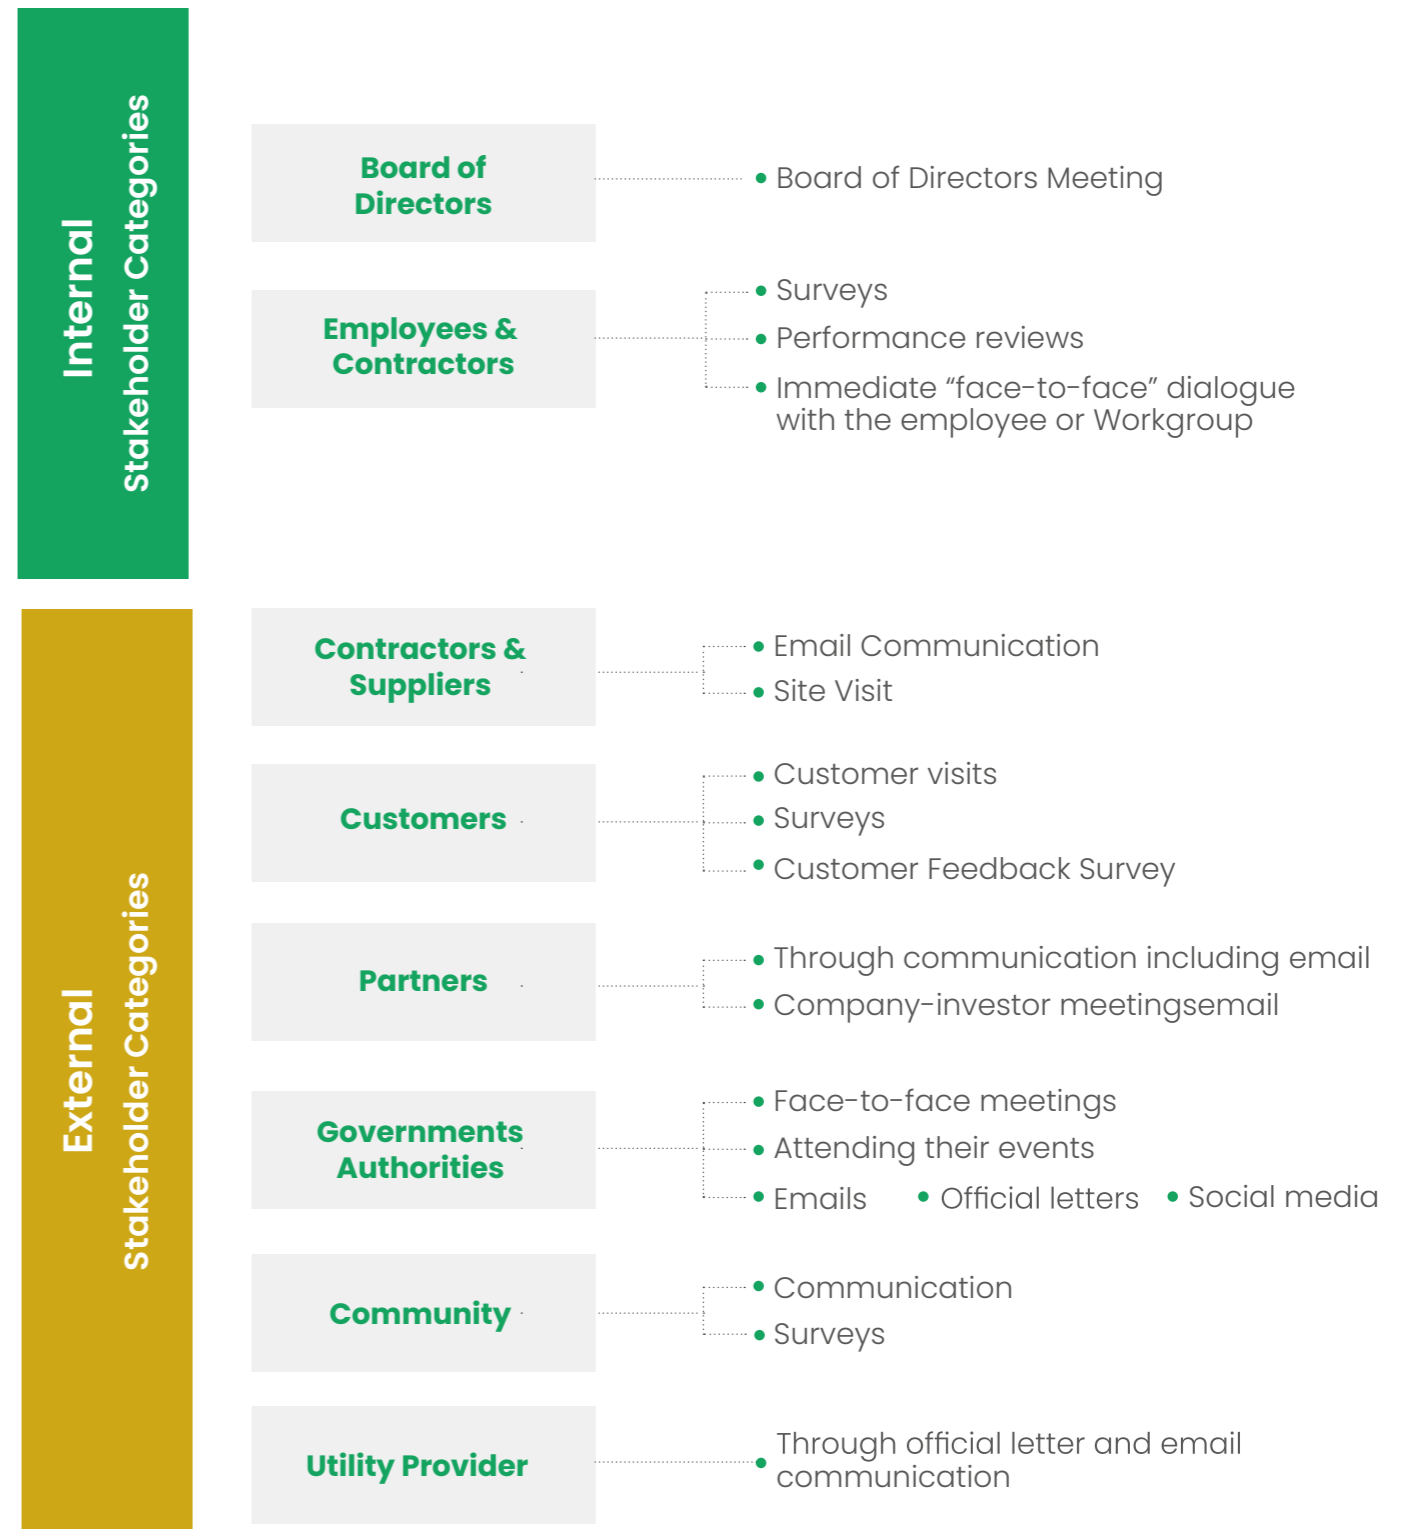 Internal
Stakeholder Categories
Board of
Directors
• Board of Directors Meeting
Employees &
Contractors
• Surveys
• Performance reviews
• Immediate “face-to-face” dialogue
with the employee or Workgroup
External
Stakeholder Categories
Contractors &
Suppliers
• Email Communication
• Site Visit
Customers
• Customer visits
• Surveys
• Customer Feedback Survey
Partners
• Through communication including email
• Company-investor meetingsemail
Governments
Authorities
• Face-to-face meetings
• Attending their events
• Emails • Official letters • Social media
Community
• Communication
• Surveys
Utility Provider
• Through official letter and email
communication